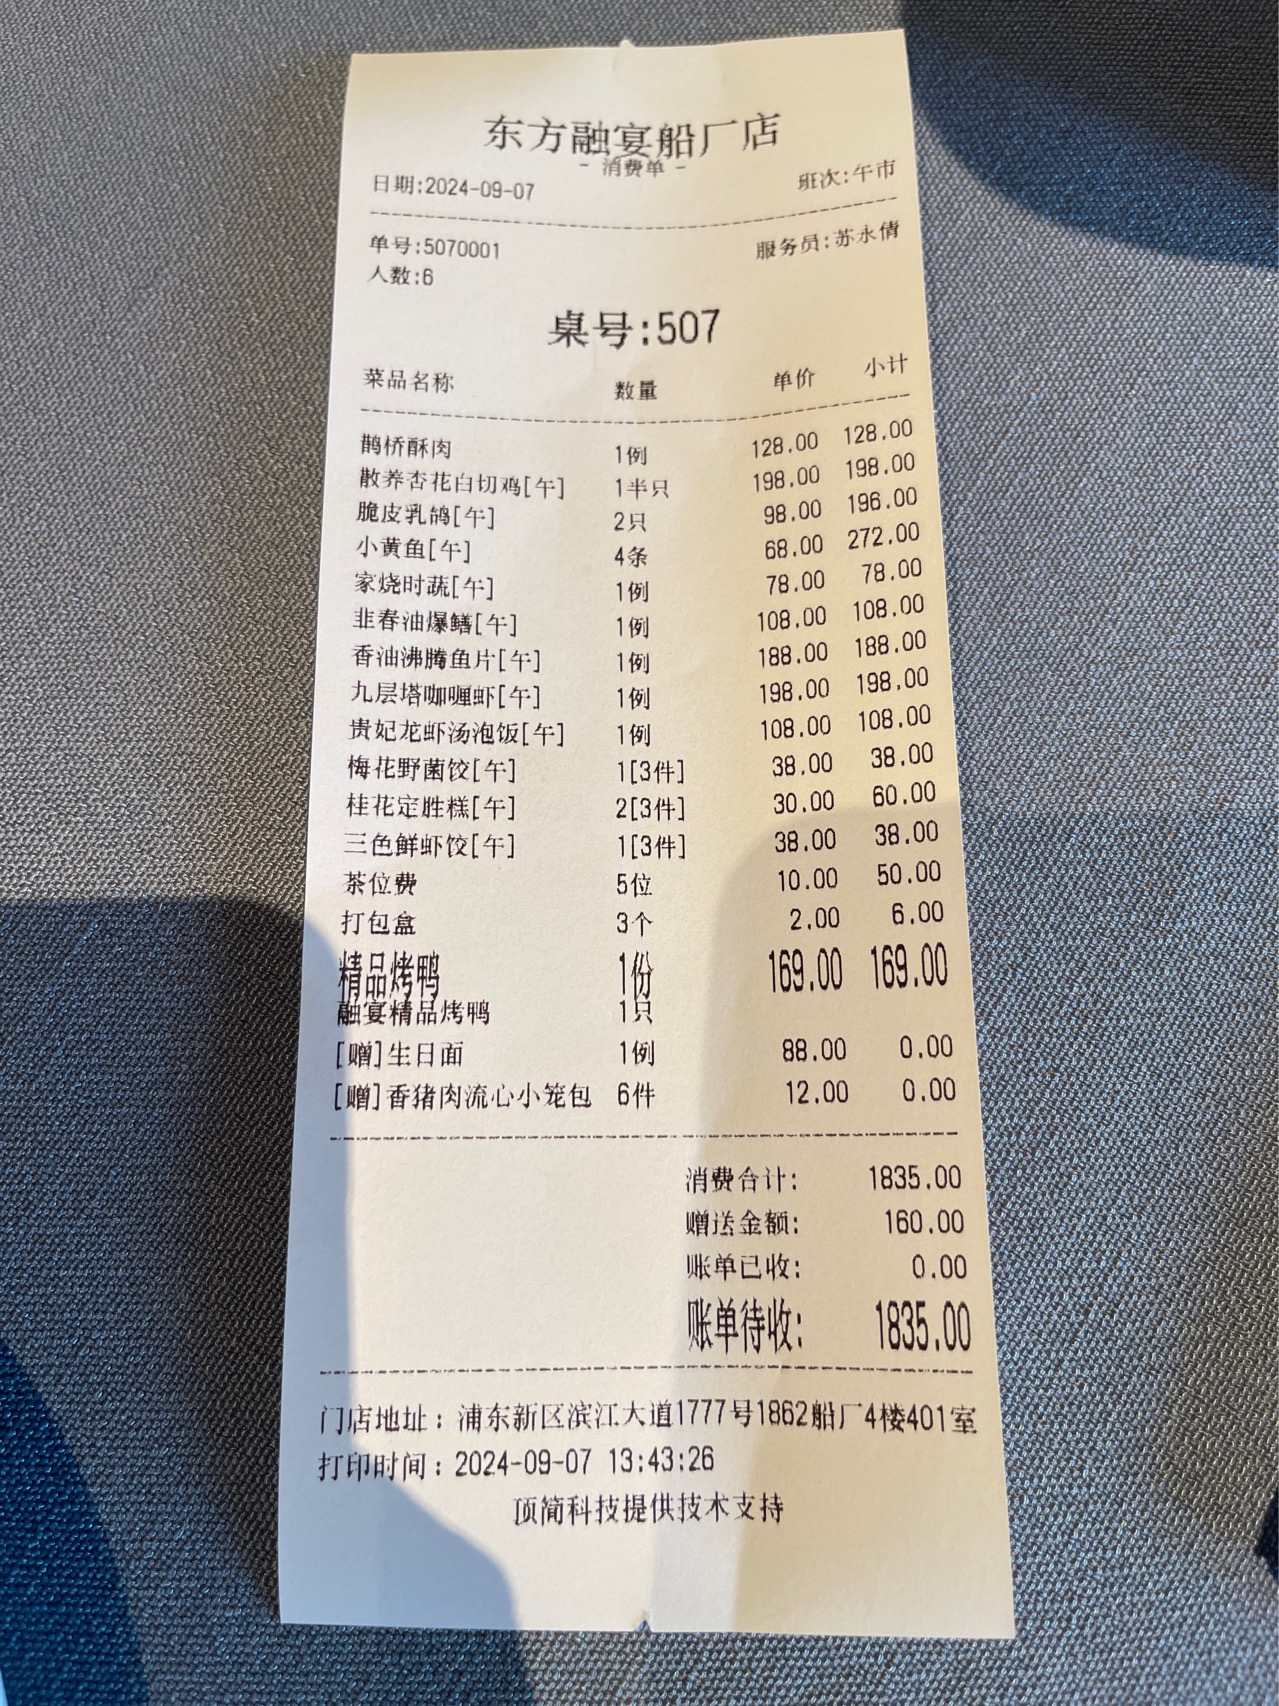 东方融宴船厂店
- 消费单 -
日期:2024-09-07 班次:午市
单号:5070001 服务员:苏永倩
人数:6
桌号:507
菜品名称 数量 单价 小计
鹊桥酥肉 1例 128.00 128.00
散养杏花白切鸡[午] 1半只 198.00 198.00
脆皮乳鸽[午] 2只 98.00 196.00
小黄鱼[午] 4条 68.00 272.00
家烧时蔬[午] 1例 78.00 78.00
韭春油爆鳝[午] 1例 108.00 108.00
香油沸腾鱼片[午] 1例 188.00 188.00
九层塔咖喱虾[午] 1例 198.00 198.00
贵妃龙虾汤泡饭[午] 1例 108.00 108.00
梅花野菌饺[午] 1[3件] 38.00 38.00
桂花定胜糕[午] 2[3件] 30.00 60.00
三色鲜虾饺[午] 1[3件] 38.00 38.00
茶位费 5位 10.00 50.00
打包盒 3个 2.00 6.00
精品烤鸭 1份 169.00 169.00
融宴精品烤鸭 1只
[赠]生日面 1例 88.00 0.00
[赠]香猪肉流心小笼包 6件 12.00 0.00
消费合计: 1835.00
赠送金额: 160.00
账单已收: 0.00
账单待收: 1835.00
门店地址：浦东新区滨江大道1777号1862船厂4楼401室
打印时间：2024-09-07 13:43:26
顶简科技提供技术支持